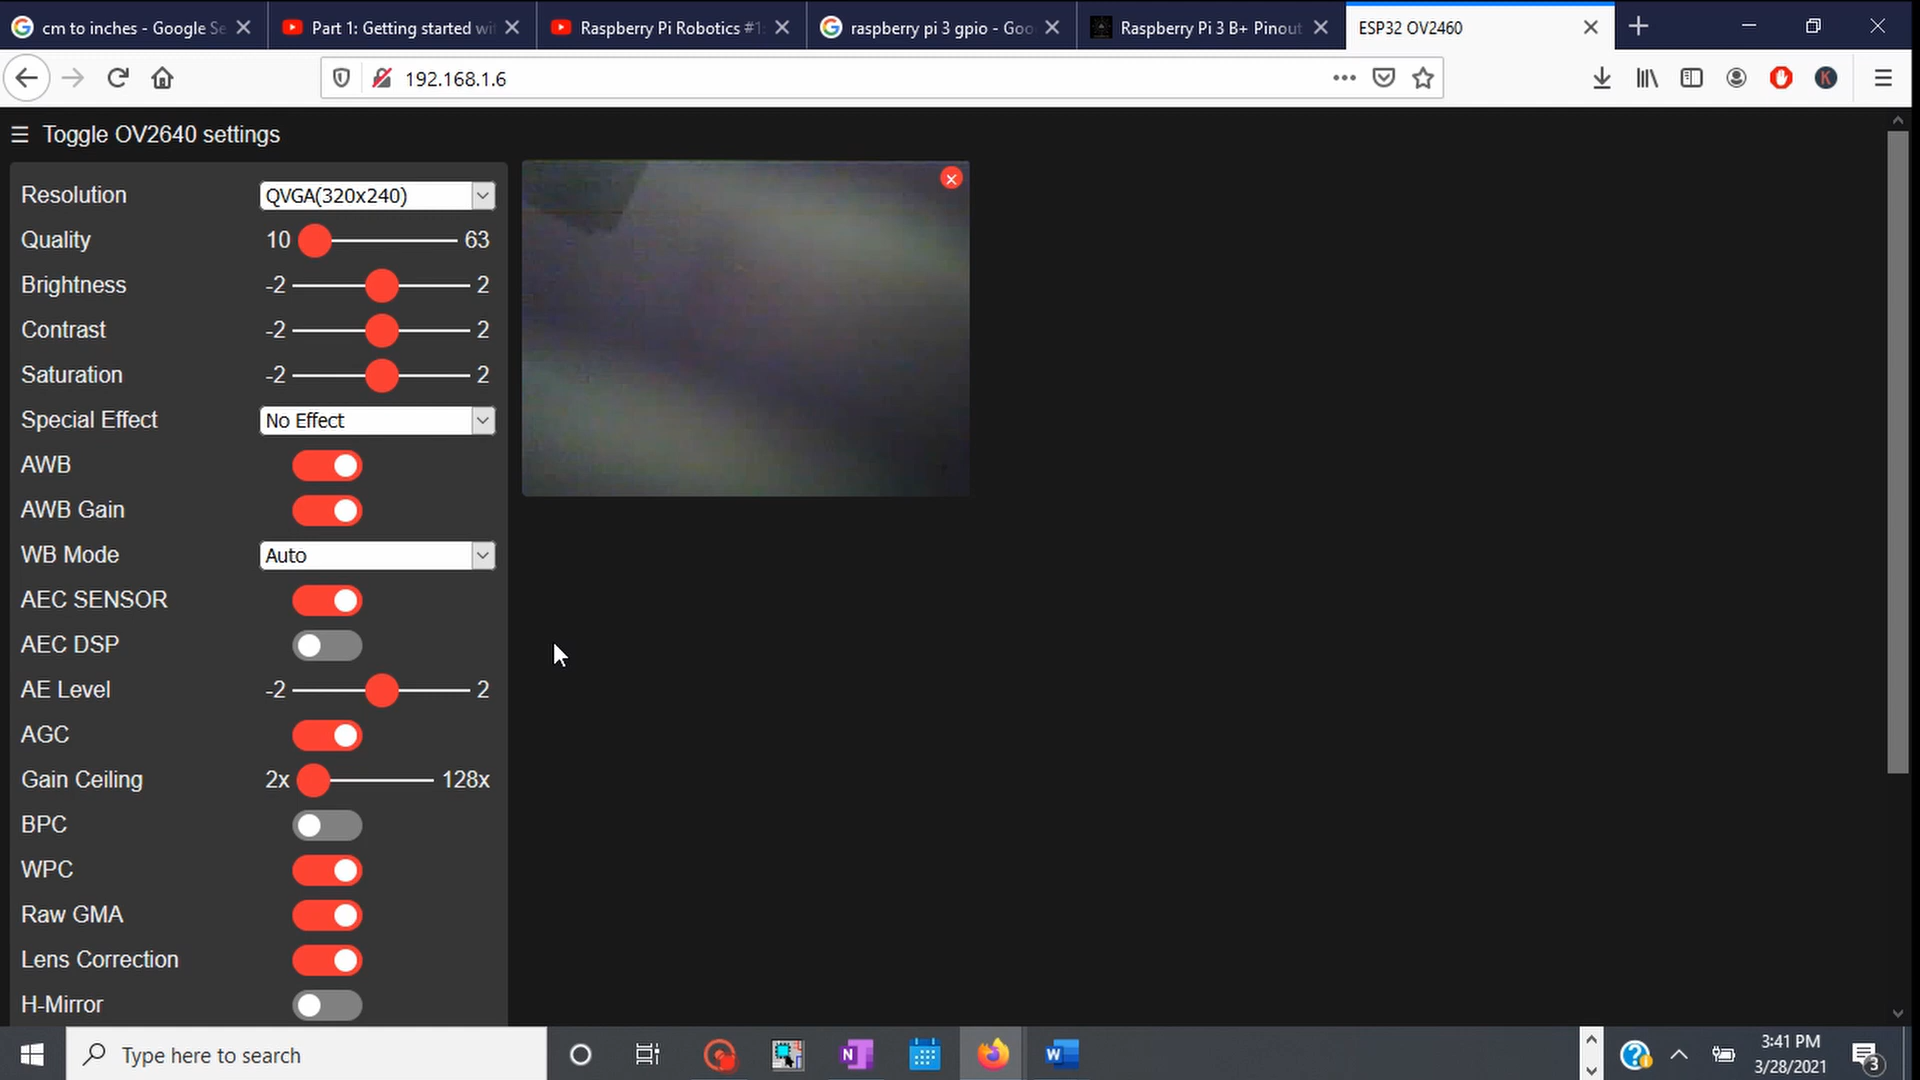 cm to inches - Google Se
Part 1: Getting started wi
Raspberry Pi Robotics #1:
raspberry pi 3 gpio - Goo
Raspberry Pi 3 B+ Pinout
ESP32 OV2460
192.168.1.6
K
Toggle OV2640 settings
Resolution QVGA(320x240)
Quality 10 63
Brightness -2 2
Contrast -2 2
Saturation -2 2
Special Effect No Effect
AWB
AWB Gain
WB Mode Auto
AEC SENSOR
AEC DSP
AE Level -2 2
AGC
Gain Ceiling 2x 128x
BPC
WPC
Raw GMA
Lens Correction
H-Mirror
Type here to search
N
W
3:41 PM
3/28/2021
3